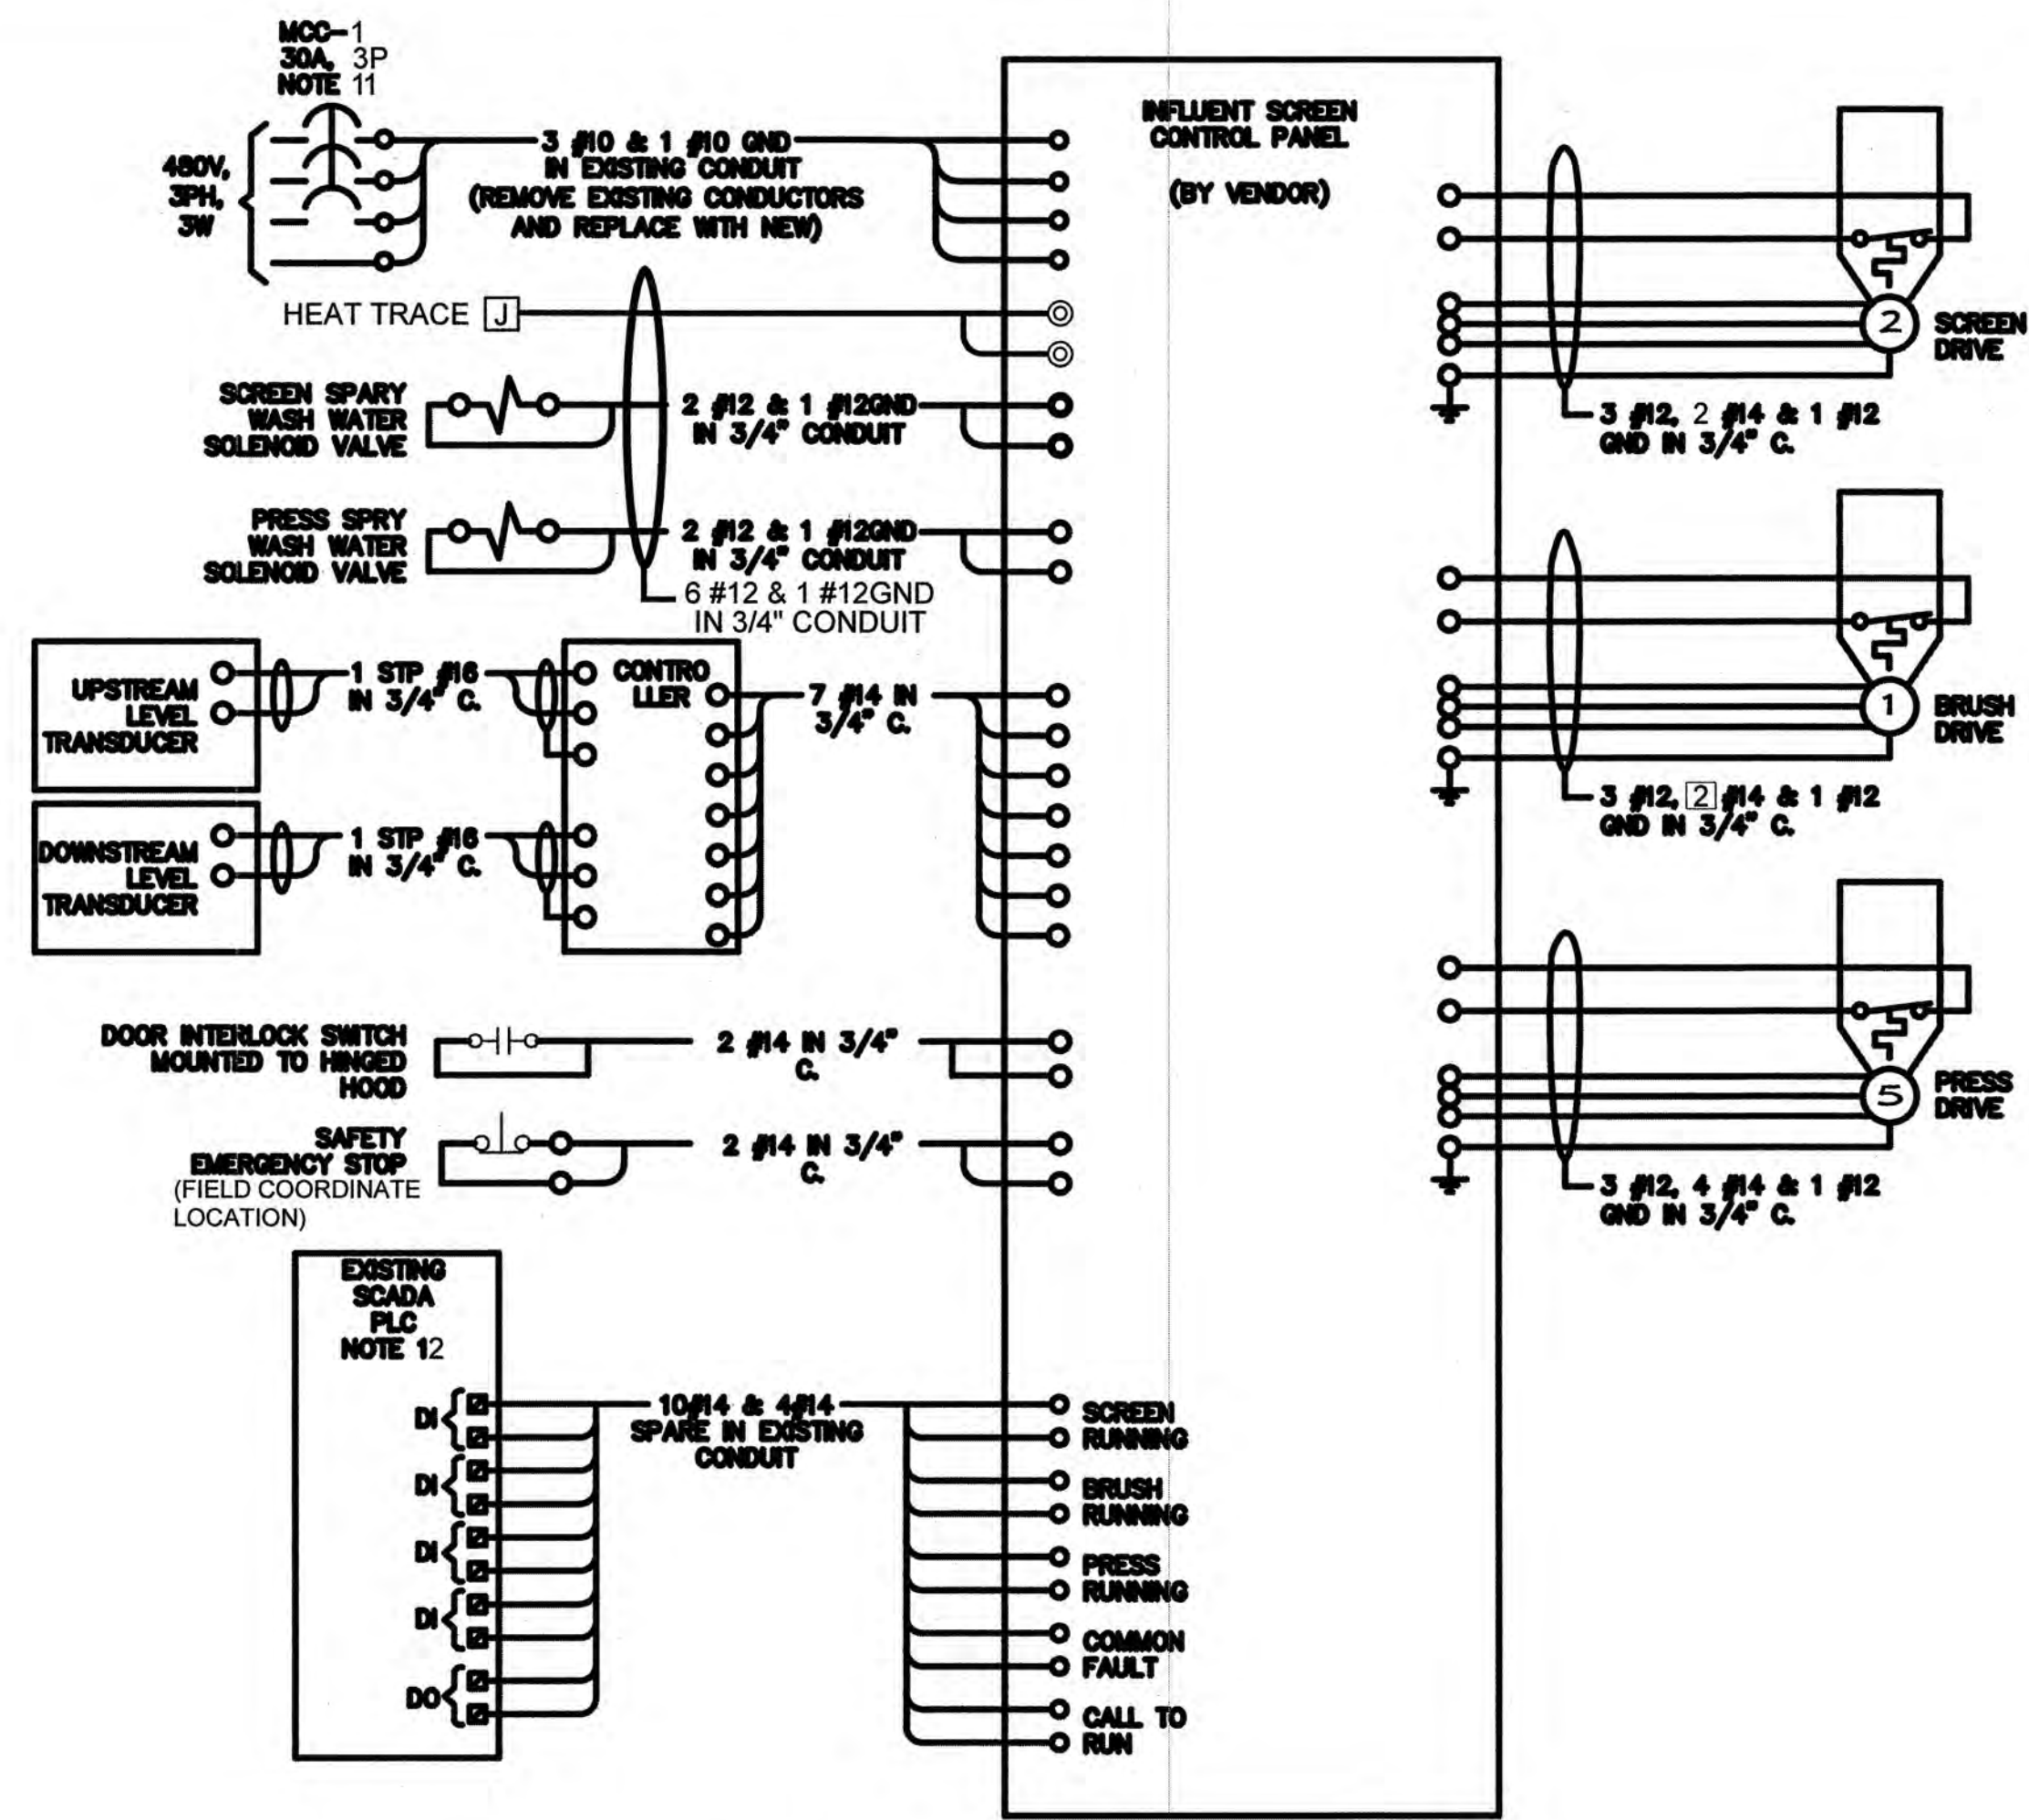 MCC-1
30A, 3P
NOTE 11
480V,
3PH,
3W
3 #10 & 1 #10 GND
IN EXISTING CONDUIT
(REMOVE EXISTING CONDUCTORS
AND REPLACE WITH NEW)
INFLUENT SCREEN
CONTROL PANEL
(BY VENDOR)
HEAT TRACE J
SCREEN SPARY
WASH WATER
SOLENOID VALVE
2 #12 & 1 #12GND
IN 3/4" CONDUIT
PRESS SPRY
WASH WATER
SOLENOID VALVE
2 #12 & 1 #12GND
IN 3/4" CONDUIT
6 #12 & 1 #12GND
IN 3/4" CONDUIT
UPSTREAM
LEVEL
TRANSDUCER
1 STP #16
IN 3/4" C.
CONTRO
LLER
7 #14 IN
3/4" C.
DOWNSTREAM
LEVEL
TRANSDUCER
1 STP #16
IN 3/4" C.
DOOR INTERLOCK SWITCH
MOUNTED TO HINGED
HOOD
2 #14 IN 3/4"
C.
SAFETY
EMERGENCY STOP
(FIELD COORDINATE
LOCATION)
2 #14 IN 3/4"
C.
EXISTING
SCADA
PLC
NOTE 12
DI
DI
DI
DI
DO
10#14 & 4#14
SPARE IN EXISTING
CONDUIT
SCREEN
RUNNING
BRUSH
RUNNING
PRESS
RUNNING
COMMON
FAULT
CALL TO
RUN
2
SCREEN
DRIVE
3 #12, 2 #14 & 1 #12
GND IN 3/4" C.
1
BRUSH
DRIVE
3 #12, 2 #14 & 1 #12
GND IN 3/4" C.
5
PRESS
DRIVE
3 #12, 4 #14 & 1 #12
GND IN 3/4" C.